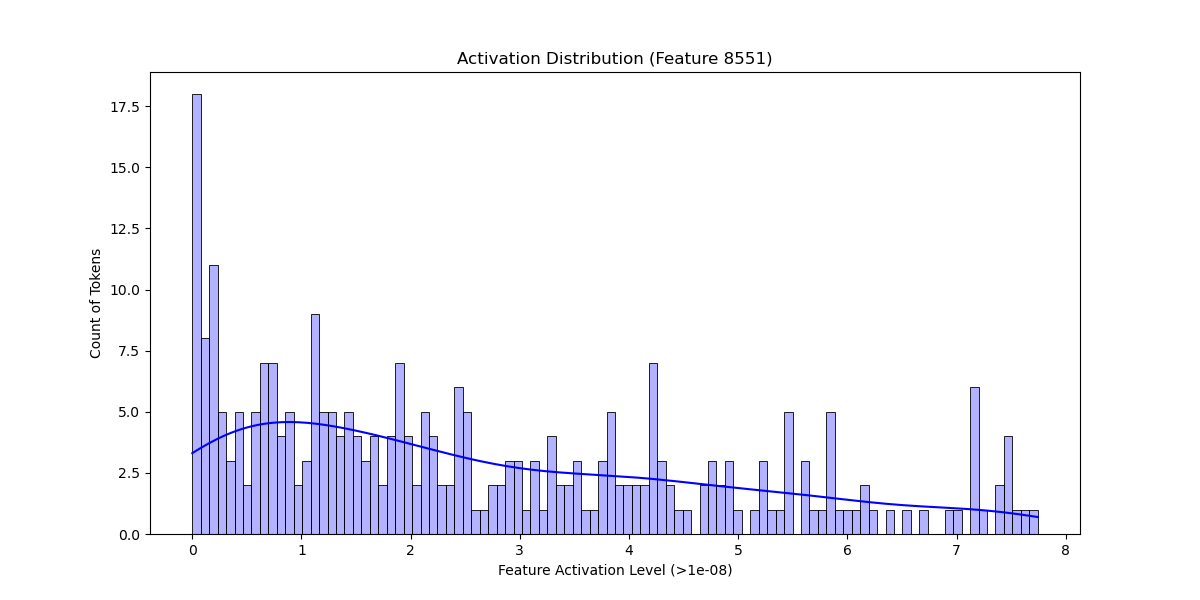 Activation Distribution (Feature 8551)
17.5
15.0
12.5
10.0
7.5
5.0
2.5
0.0
Count of Tokens
0 1 2 3 4 5 6 7 8
Feature Activation Level (>1e-08)